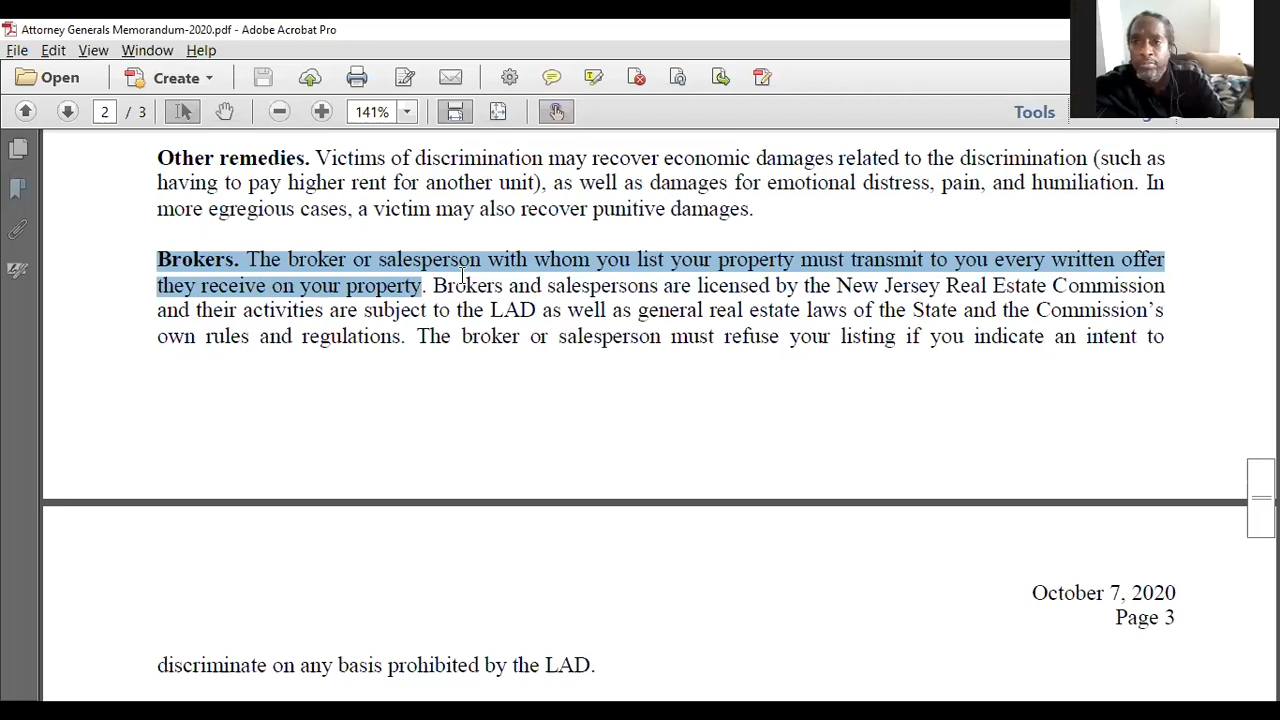 Attorney Generals Memorandum-2020.pdf - Adobe Acrobat Pro
File Edit View Window Help
Open Create
2 / 3 141% Tools
Other remedies. Victims of discrimination may recover economic damages related to the discrimination (such as
having to pay higher rent for another unit), as well as damages for emotional distress, pain, and humiliation. In
more egregious cases, a victim may also recover punitive damages.
Brokers. The broker or salesperson with whom you list your property must transmit to you every written offer
they receive on your property. Brokers and salespersons are licensed by the New Jersey Real Estate Commission
and their activities are subject to the LAD as well as general real estate laws of the State and the Commission's
own rules and regulations. The broker or salesperson must refuse your listing if you indicate an intent to
October 7, 2020
Page 3
discriminate on any basis prohibited by the LAD.